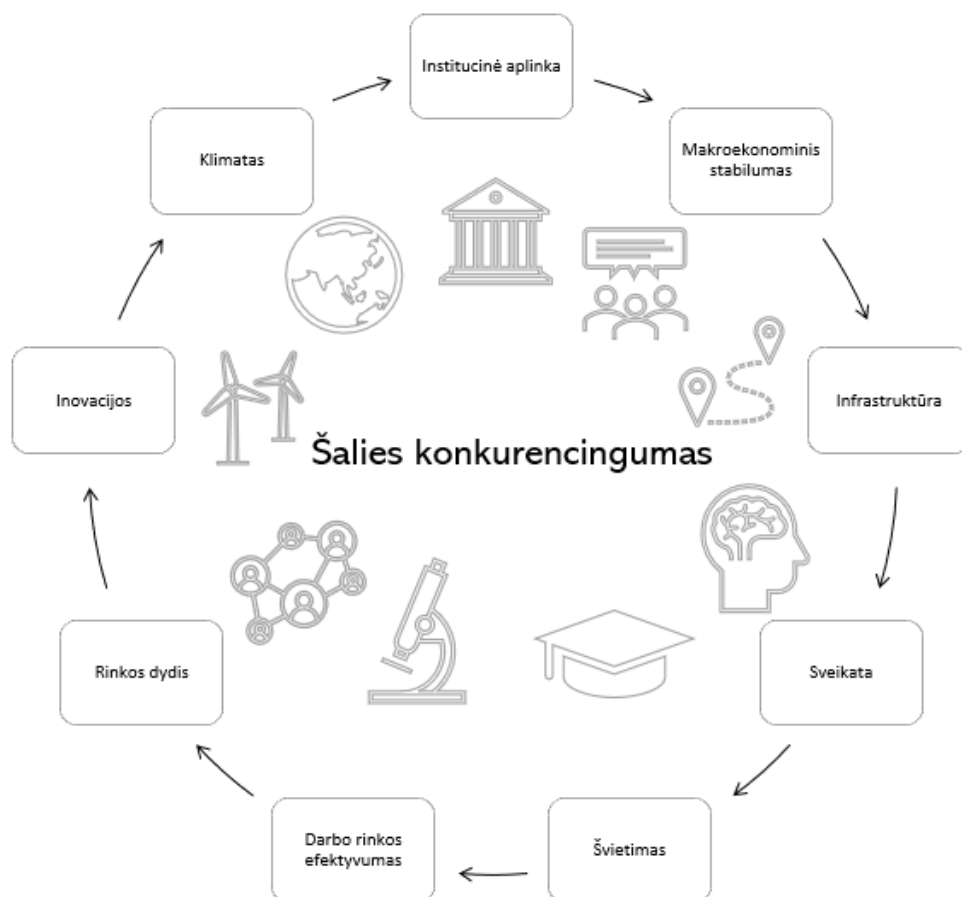 Institucinė aplinka
Makroekonominis
stabilumas
Infrastruktūra
Sveikata
Švietimas
Darbo rinkos
efektyvumas
Rinkos dydis
Inovacijos
Klimatas
Šalies konkurencingumas